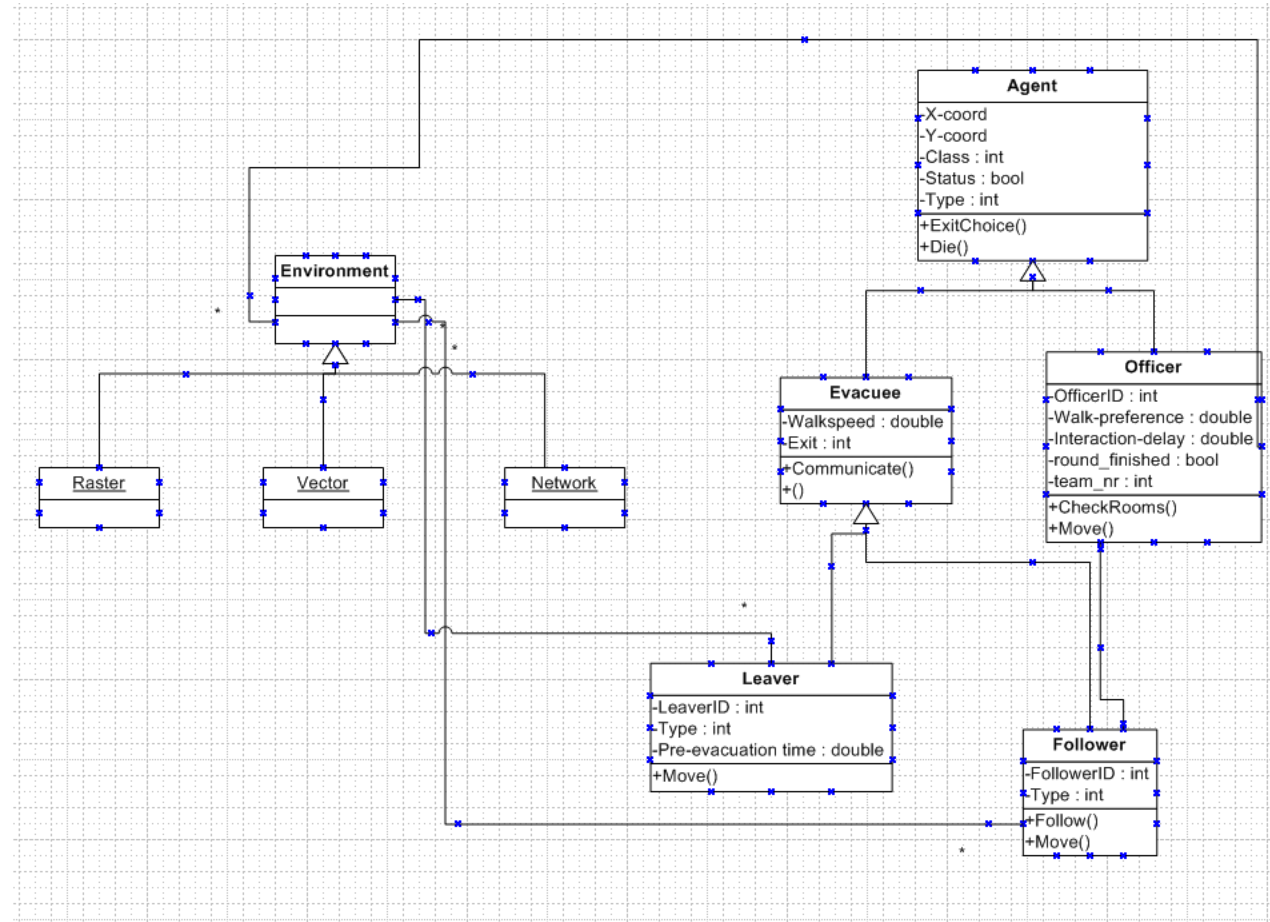 Agent
-X-coord
-Y-coord
-Class : int
-Status : bool
-Type : int
+ExitChoice()
+Die()
Environment
*
*
*
Officer
-OfficerID : int
-Walk-preference : double
-Interaction-delay : double
-round_finished : bool
-team_nr : int
+CheckRooms()
+Move()
Evacuee
-Walkspeed : double
-Exit : int
+Communicate()
+()
Raster
Vector
Network
*
Leaver
-LeaverID : int
-Type : int
-Pre-evacuation time : double
+Move()
Follower
-FollowerID : int
-Type : int
+Follow()
+Move()
*